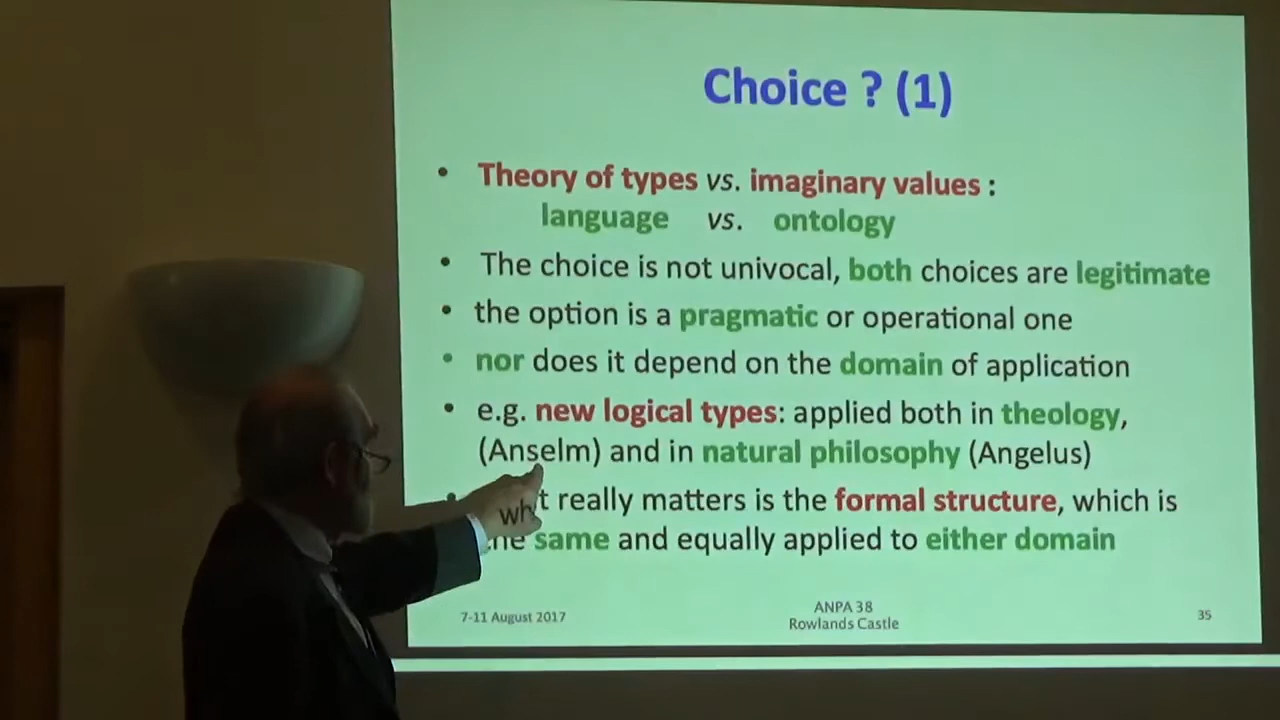 Choice ? (1)
• Theory of types vs. imaginary values :
language vs. ontology
• The choice is not univocal, both choices are legitimate
• the option is a pragmatic or operational one
• nor does it depend on the domain of application
• e.g. new logical types: applied both in theology,
(Anselm) and in natural philosophy (Angelus)
• what really matters is the formal structure, which is
the same and equally applied to either domain
7-11 August 2017
ANPA 38
Rowlands Castle
35